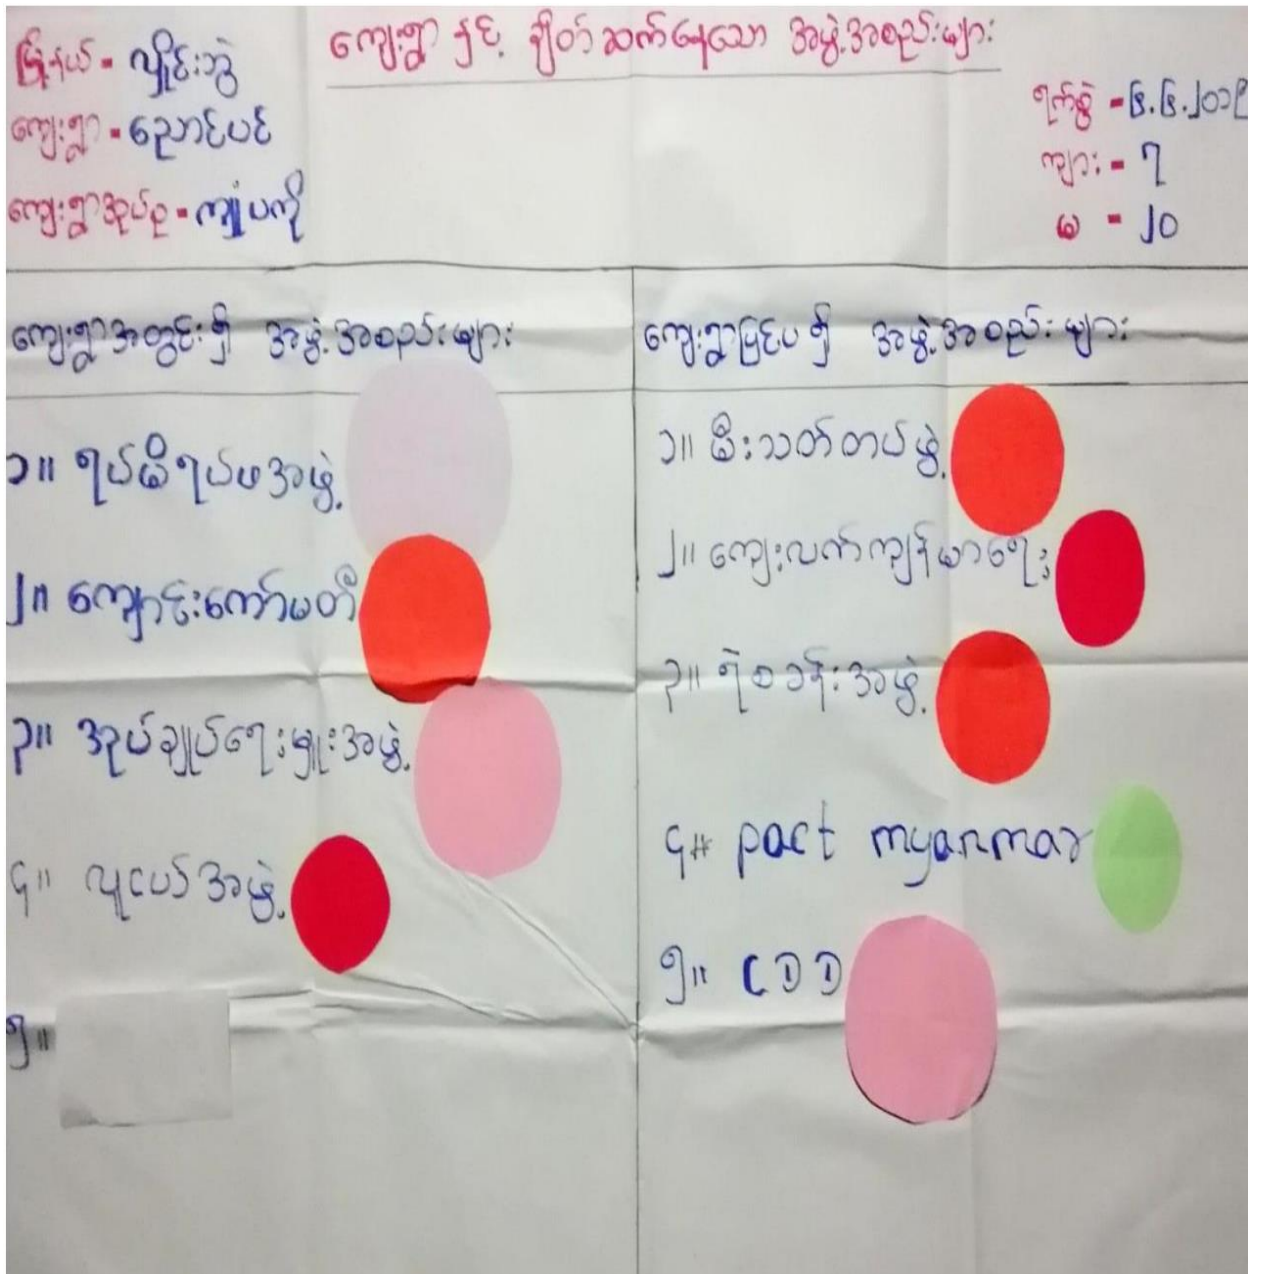 ကျေးရွာ နှင့် ချိတ်ဆက်နေသော အဖွဲ့အစည်းများ
မြို့နယ် - လှိုင်းဘွဲ
ကျေးရွာ - ညောင်ပင်
ကျေးရွာအုပ်စု - ကျုံပကို
ရက်စွဲ - ၆.၆.၂၀၁၉
ကျား - ၇
မ - ၂၀
ကျေးရွာအတွင်းရှိ အဖွဲ့အစည်းများ
၁။ ရပ်မိရပ်ဖအဖွဲ့
၂။ ကျောင်းကော်မတီ
၃။ အုပ်ချုပ်ရေးမှူးအဖွဲ့
၄။ လူငယ်အဖွဲ့
၅။
ကျေးရွာပြင်ပရှိ အဖွဲ့အစည်းများ
၁။ မီးသတ်တပ်ဖွဲ့
၂။ ကျေးလက်ကျန်မာရေး
၃။ ရဲစခန်းအဖွဲ့
၄။ pact myanmar
၅။ CDD